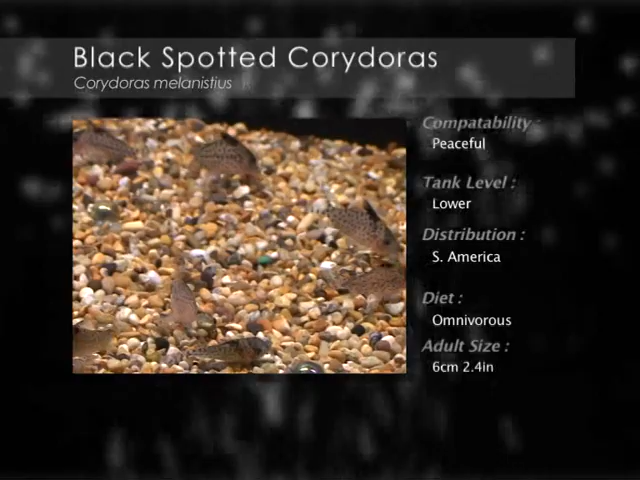 Black Spotted Corydoras
Corydoras melanistius
Compatability :
Peaceful
Tank Level :
Lower
Distribution :
S. America
Diet :
Omnivorous
Adult Size :
6cm 2.4in